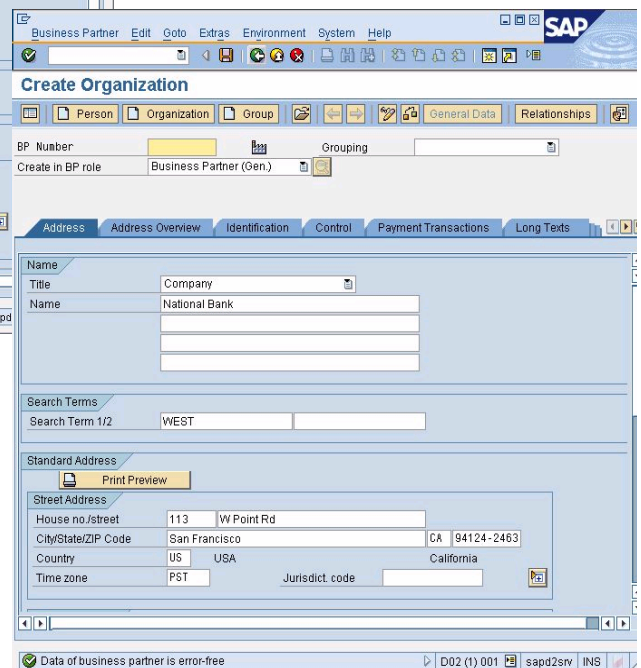 SAP
Business Partner Edit Goto Extras Environment System Help
Create Organization
Person Organization Group General Data Relationships
BP Number Grouping
Create in BP role Business Partner (Gen.)
Address Address Overview Identification Control Payment Transactions Long Texts
Name
Title Company
Name National Bank
pd
Search Terms
Search Term 1/2 WEST
Standard Address
Print Preview
Street Address
House no./street 113 W Point Rd
City/State/ZIP Code San Francisco CA 94124-2463
Country US USA California
Time zone PST Jurisdict. code
Data of business partner is error-free D02 (1) 001 sapd2srv INS